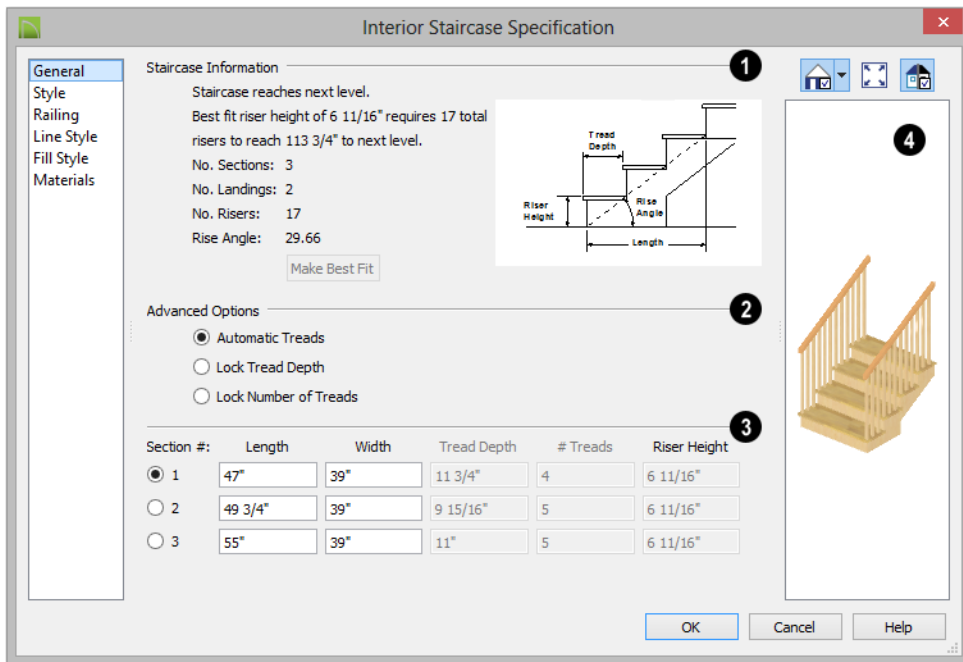 Interior Staircase Specification
General
Style
Railing
Line Style
Fill Style
Materials
Staircase Information
1
Staircase reaches next level.
Best fit riser height of 6 11/16" requires 17 total
risers to reach 113 3/4" to next level.
No. Sections: 3
No. Landings: 2
No. Risers: 17
Rise Angle: 29.66
Make Best Fit
Tread
Depth
Riser
Height
Rise
Angle
Length
Advanced Options
2
Automatic Treads
Lock Tread Depth
Lock Number of Treads
3
Section #: Length Width Tread Depth # Treads Riser Height
1 47" 39" 11 3/4" 4 6 11/16"
2 49 3/4" 39" 9 15/16" 5 6 11/16"
3 55" 39" 11" 5 6 11/16"
4
OK Cancel Help